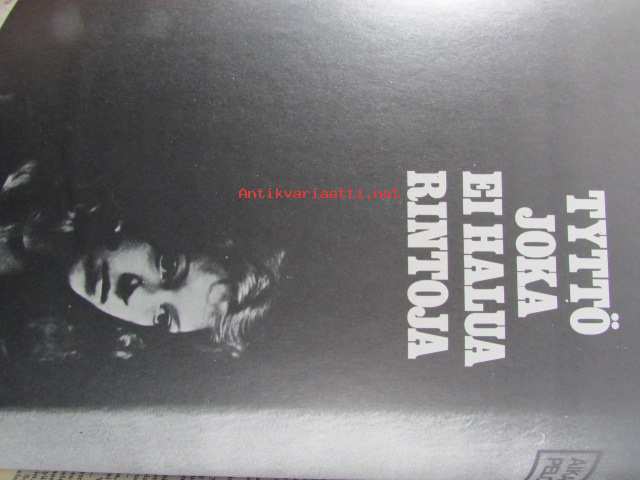 TYTTÖ
JOKA
EI HALUA
RINTOJA
Antikvariaatti.net